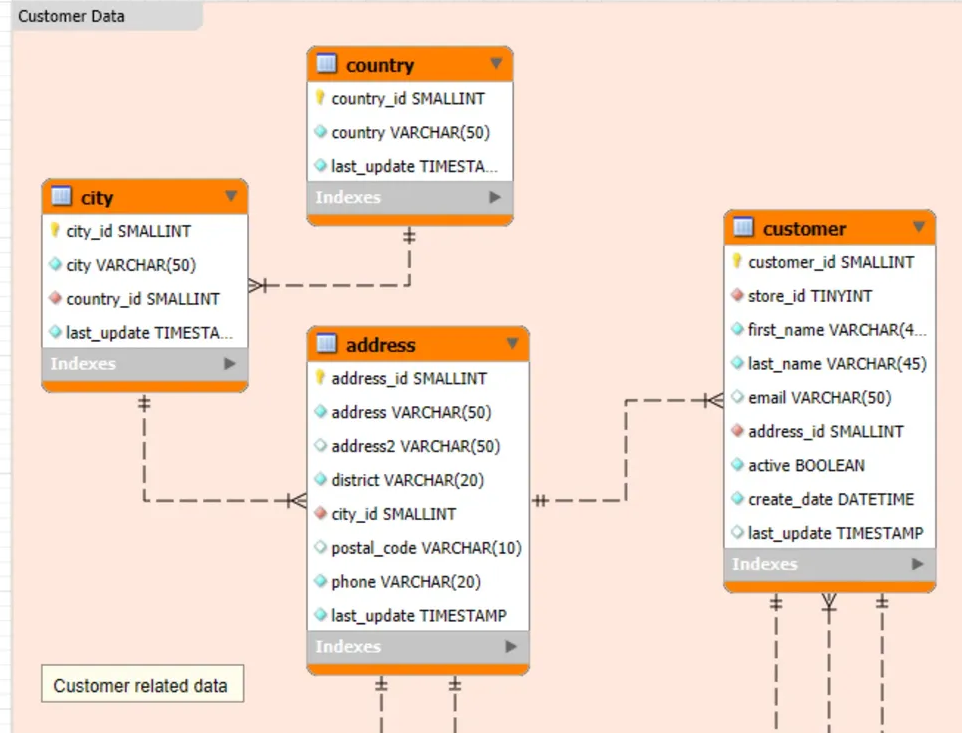 Customer Data
country
country_id SMALLINT
country VARCHAR(50)
last_update TIMESTA...
Indexes
city
city_id SMALLINT
city VARCHAR(50)
country_id SMALLINT
last_update TIMESTA...
Indexes
address
address_id SMALLINT
address VARCHAR(50)
address2 VARCHAR(50)
district VARCHAR(20)
city_id SMALLINT
postal_code VARCHAR(10)
phone VARCHAR(20)
last_update TIMESTAMP
Indexes
customer
customer_id SMALLINT
store_id TINYINT
first_name VARCHAR(4...
last_name VARCHAR(45)
email VARCHAR(50)
address_id SMALLINT
active BOOLEAN
create_date DATETIME
last_update TIMESTAMP
Indexes
Customer related data